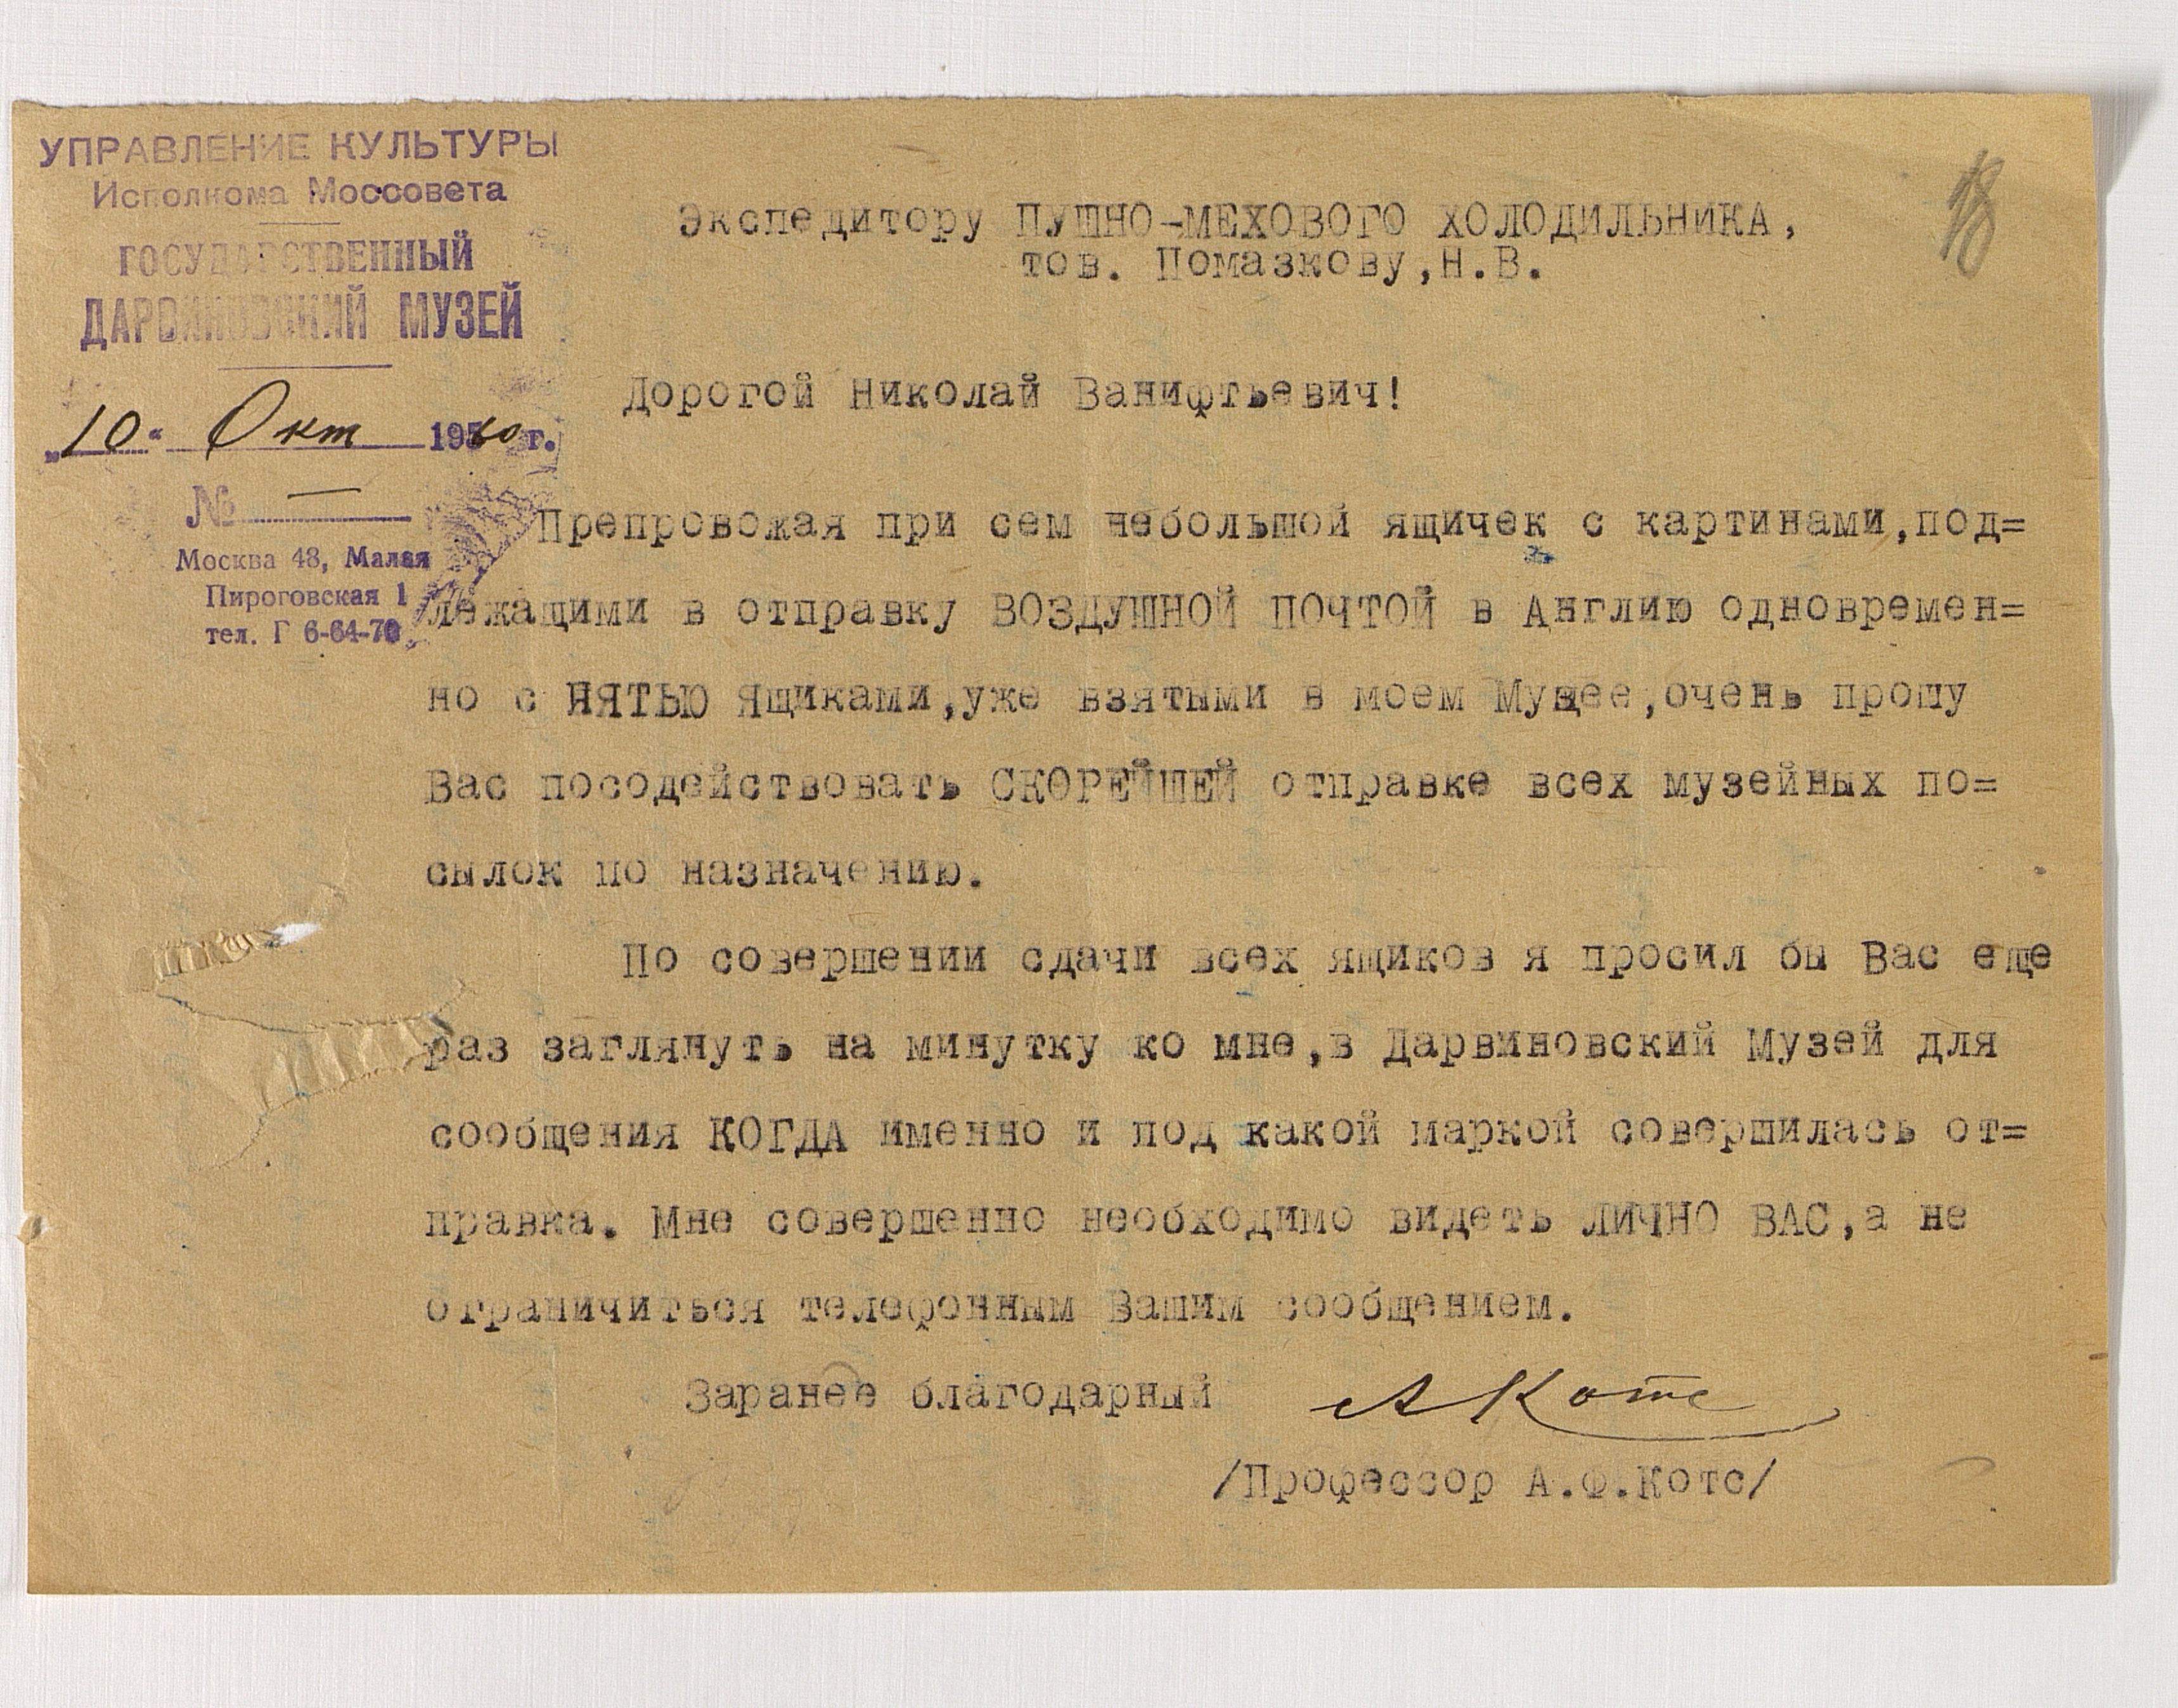 УПРАВЛЕНИЕ КУЛЬТУРЫ
Исполкома Моссовета
ГОСУДАРСТВЕННЫЙ
ДАРВИНОВСКИЙ МУЗЕЙ
„10“ Окт 1960 г.
№ —
Москва 48, Малая
Пироговская 1
тел. Г 6-64-70
18
Экспедитору ПУШНО-МЕХОВОГО ХОЛОДИЛЬНИКА,
тов. Помазкову,Н.В.
Дорогой Николай Ванифтьевич!
Препровожая при сем небольшой ящичек с картинами,под=
лежащими в отправку ВОЗДУШНОЙ ПОЧТОЙ в Англию одновремен=
но с ПЯТЬЮ Ящиками,уже взятыми в моем Музее,очень прошу
Вас посодействовать СКОРЕЙШЕЙ отправке всех музейных по=
сылок по назначению.
По совершении сдачи всех ящиков я просил бы Вас еще
раз заглянуть на минутку ко мне,в Дарвиновский Музей для
сообщения КОГДА именно и под какой маркой совершилась от=
правка. Мне совершенно необходимо видеть ЛИЧНО ВАС,а не
ограничиться телефонным Вашим сообщением.
Заранее благодарный АКотс
/Профессор А.Ф.Котс/